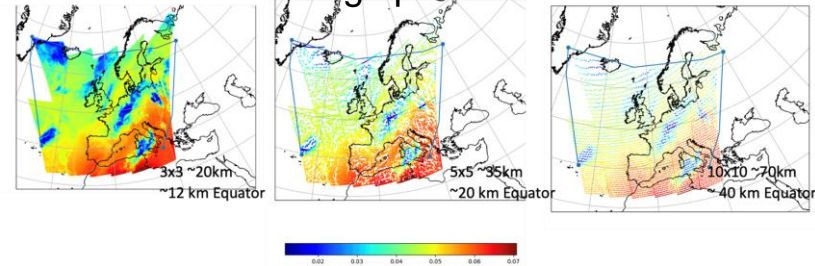 3x3 ~20km
~12 km Equator
5x5 ~35km
~20 km Equator
10x10 ~70km
~ 40 km Equator
0.02 0.03 0.04 0.05 0.06 0.07